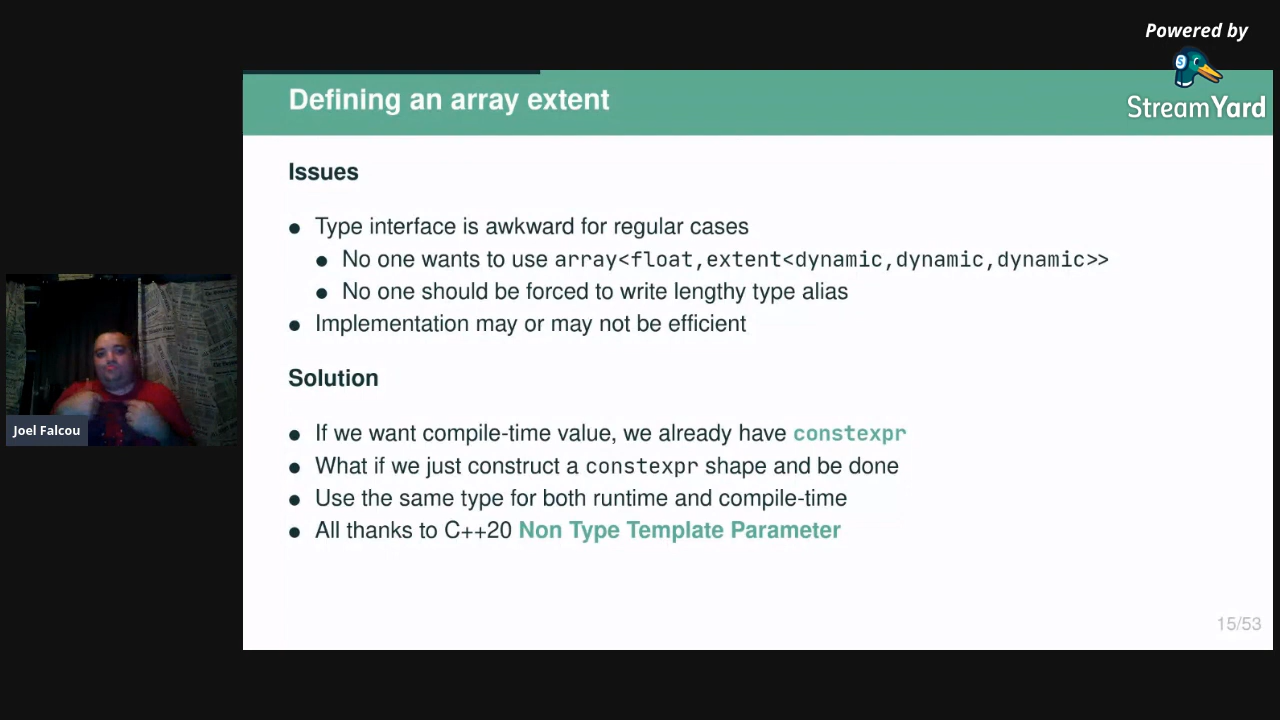 Powered by
StreamYard
Defining an array extent
Issues
● Type interface is awkward for regular cases
● No one wants to use array<float,extent<dynamic,dynamic,dynamic>>
● No one should be forced to write lengthy type alias
● Implementation may or may not be efficient
Solution
● If we want compile-time value, we already have constexpr
● What if we just construct a constexpr shape and be done
● Use the same type for both runtime and compile-time
● All thanks to C++20 Non Type Template Parameter
Joel Falcou
15/53